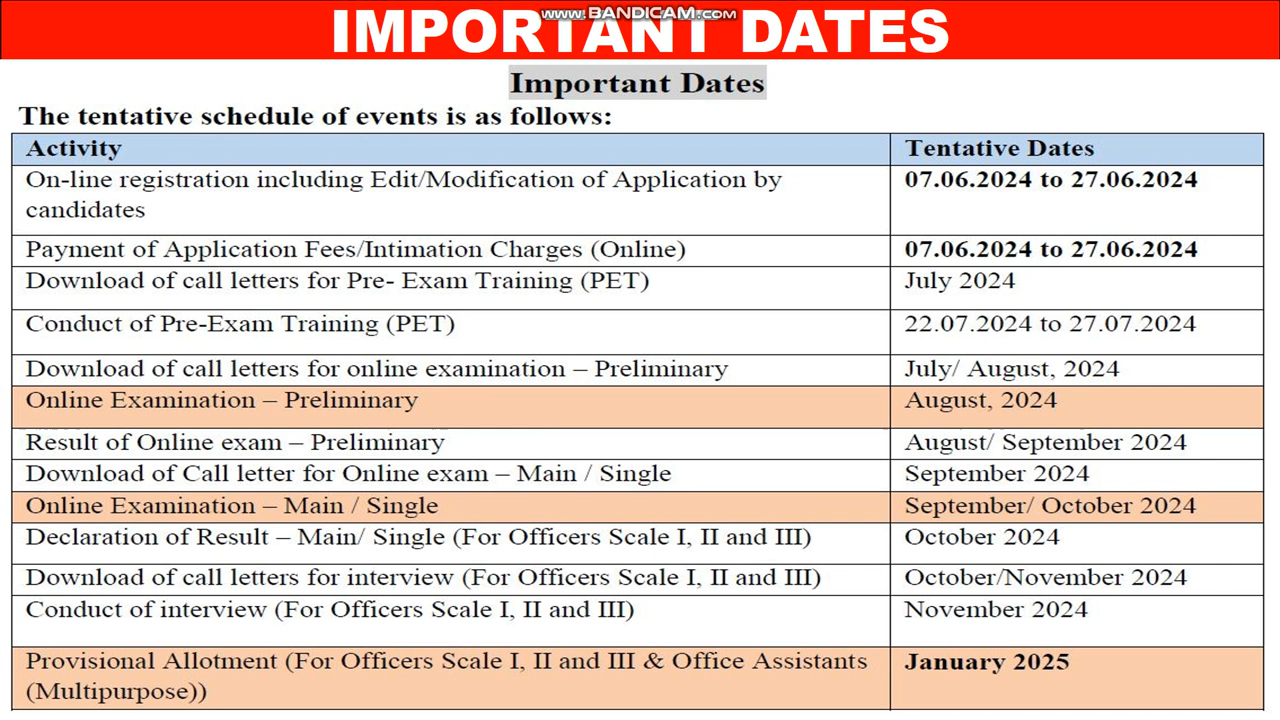 www.BANDICAM.com
IMPORTANT DATES
Important Dates
The tentative schedule of events is as follows:
Activity Tentative Dates
On-line registration including Edit/Modification of Application by 07.06.2024 to 27.06.2024
candidates
Payment of Application Fees/Intimation Charges (Online) 07.06.2024 to 27.06.2024
Download of call letters for Pre- Exam Training (PET) July 2024
Conduct of Pre-Exam Training (PET) 22.07.2024 to 27.07.2024
Download of call letters for online examination – Preliminary July/ August, 2024
Online Examination – Preliminary August, 2024
Result of Online exam – Preliminary August/ September 2024
Download of Call letter for Online exam – Main / Single September 2024
Online Examination – Main / Single September/ October 2024
Declaration of Result – Main/ Single (For Officers Scale I, II and III) October 2024
Download of call letters for interview (For Officers Scale I, II and III) October/November 2024
Conduct of interview (For Officers Scale I, II and III) November 2024
Provisional Allotment (For Officers Scale I, II and III & Office Assistants January 2025
(Multipurpose))